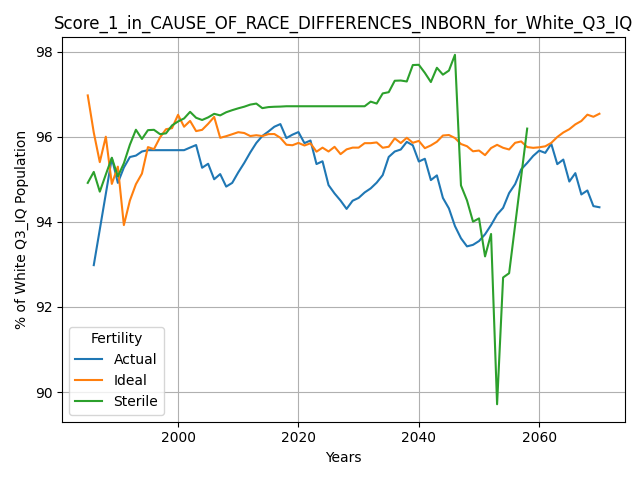 Score_1_in_CAUSE_OF_RACE_DIFFERENCES_INBORN_for_White_Q3_IQ
% of White Q3_IQ Population
98
96
94
92
90
Fertility
Actual
Ideal
Sterile
2000
2020
2040
2060
Years